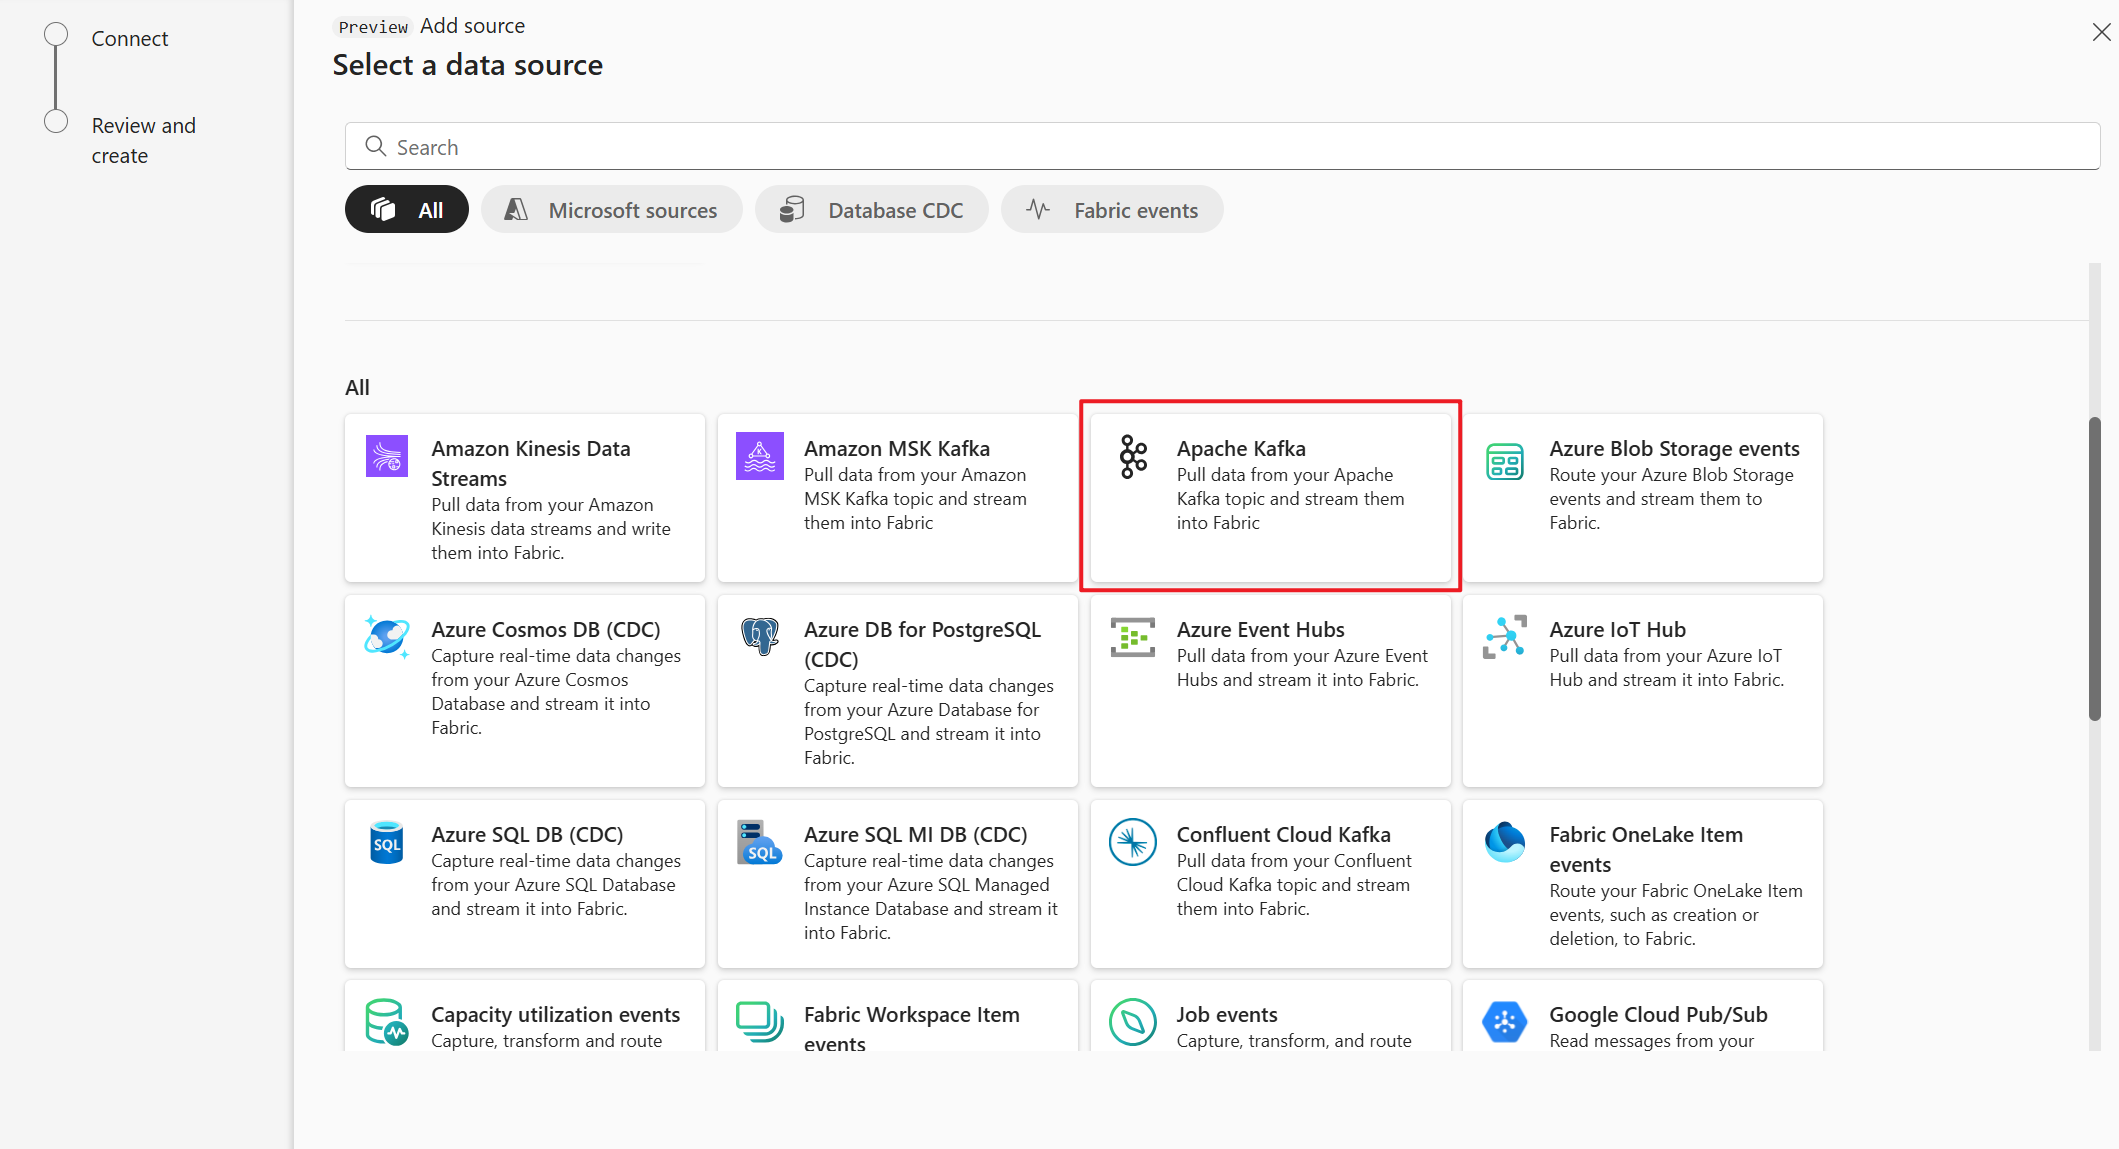 Connect
Review and
create
Preview Add source
Select a data source
Search
All
Microsoft sources
Database CDC
Fabric events
All
Amazon Kinesis Data
Streams
Pull data from your Amazon
Kinesis data streams and write
them into Fabric.
Amazon MSK Kafka
Pull data from your Amazon
MSK Kafka topic and stream
them into Fabric
Apache Kafka
Pull data from your Apache
Kafka topic and stream them
into Fabric
Azure Blob Storage events
Route your Azure Blob Storage
events and stream them to
Fabric.
Azure Cosmos DB (CDC)
Capture real-time data changes
from your Azure Cosmos
Database and stream it into
Fabric.
Azure DB for PostgreSQL
(CDC)
Capture real-time data changes
from your Azure Database for
PostgreSQL and stream it into
Fabric.
Azure Event Hubs
Pull data from your Azure Event
Hubs and stream it into Fabric.
Azure IoT Hub
Pull data from your Azure IoT
Hub and stream it into Fabric.
SQL
Azure SQL DB (CDC)
Capture real-time data changes
from your Azure SQL Database
and stream it into Fabric.
SQL
Azure SQL MI DB (CDC)
Capture real-time data changes
from your Azure SQL Managed
Instance Database and stream it
into Fabric.
Confluent Cloud Kafka
Pull data from your Confluent
Cloud Kafka topic and stream
them into Fabric.
Fabric OneLake Item
events
Route your Fabric OneLake Item
events, such as creation or
deletion, to Fabric.
Capacity utilization events
Capture, transform and route
Fabric Workspace Item
events
Job events
Capture, transform, and route
Google Cloud Pub/Sub
Read messages from your